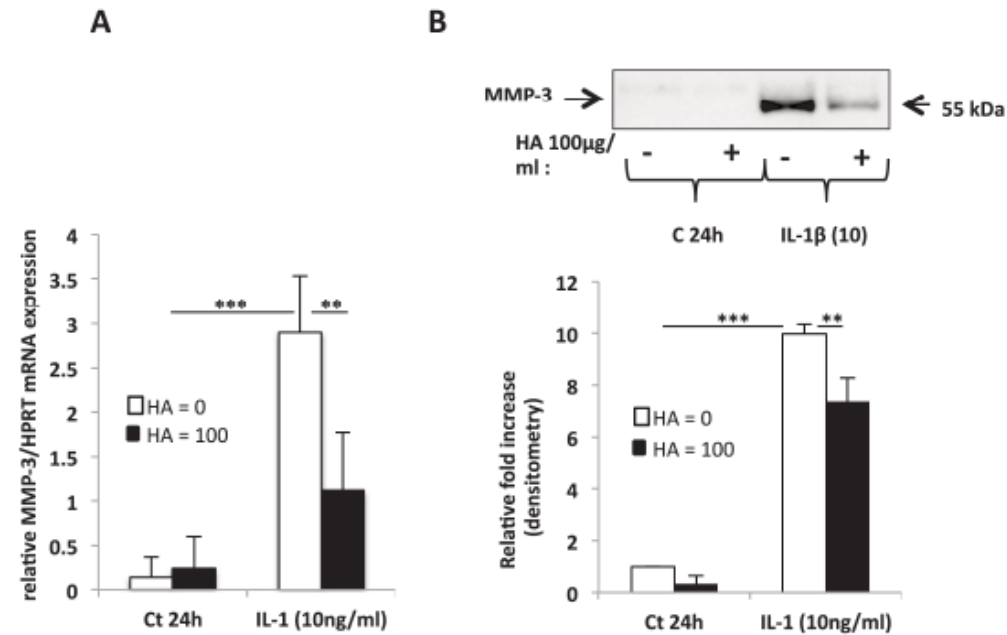 A
relative MMP-3/HPRT mRNA expression
4
3.5
3
2.5
2
1.5
1
0.5
0
***
**
HA = 0
HA = 100
Ct 24h
IL-1 (10ng/ml)
B
MMP-3
55 kDa
HA 100µg/
ml :
- + - +
C 24h
IL-1β (10)
Relative fold increase
(densitometry)
12
10
8
6
4
2
0
***
**
HA = 0
HA = 100
Ct 24h
IL-1 (10ng/ml)